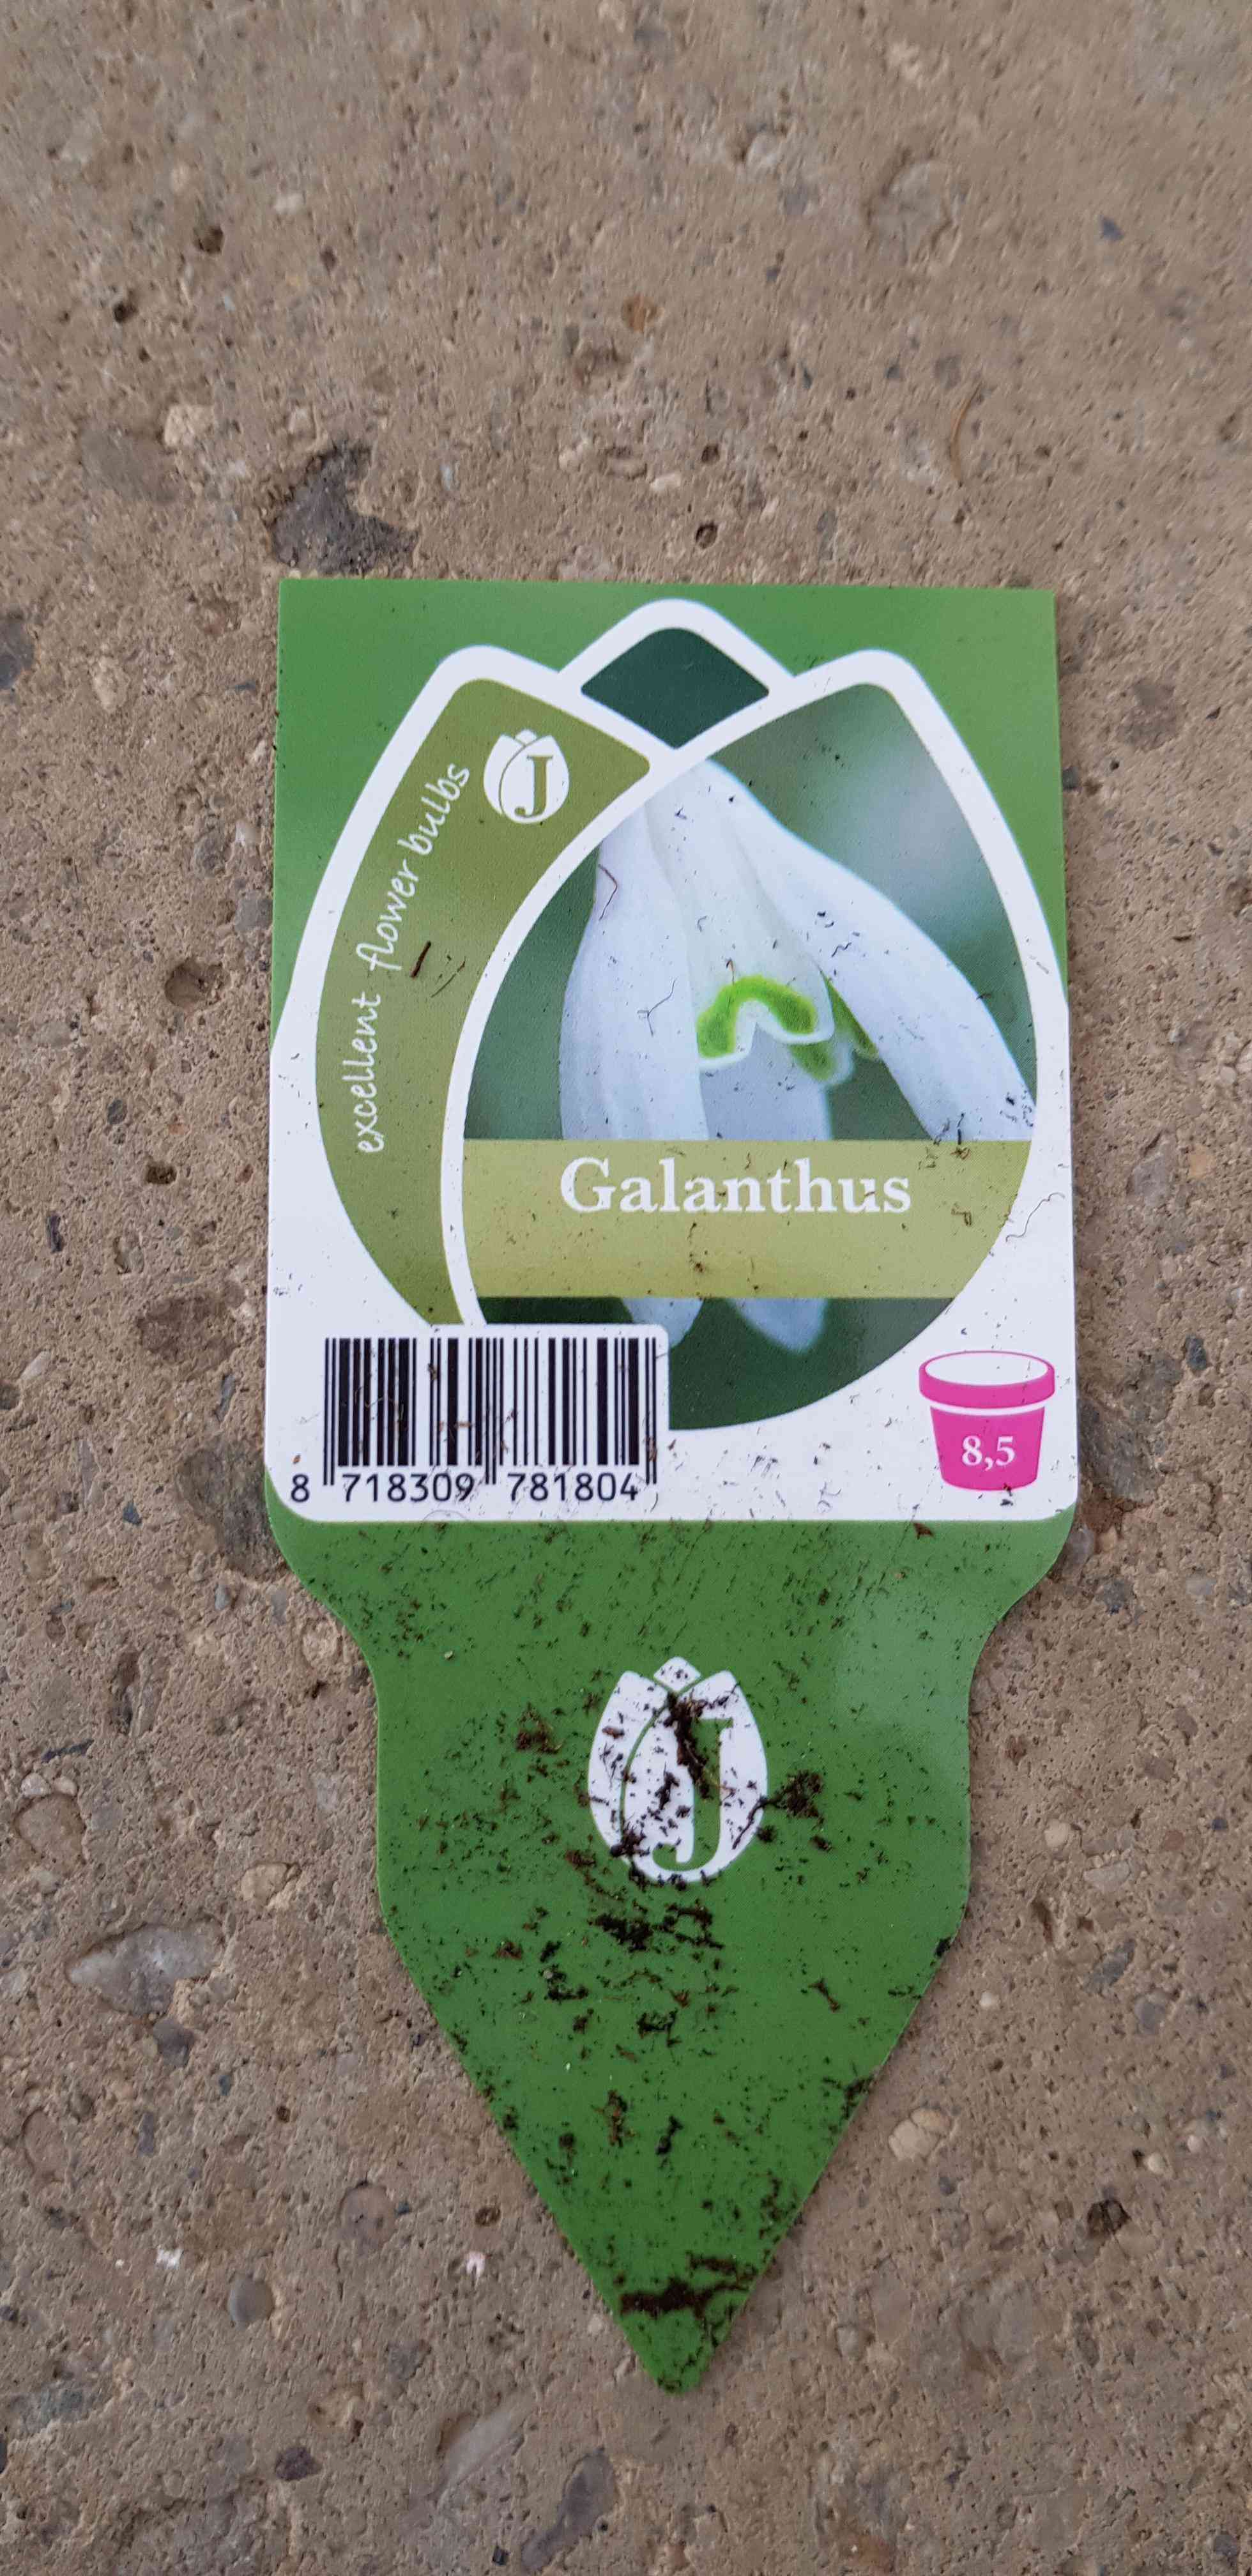 J
excellent flower bulbs
Galanthus
8,5
8 718309 781804
J